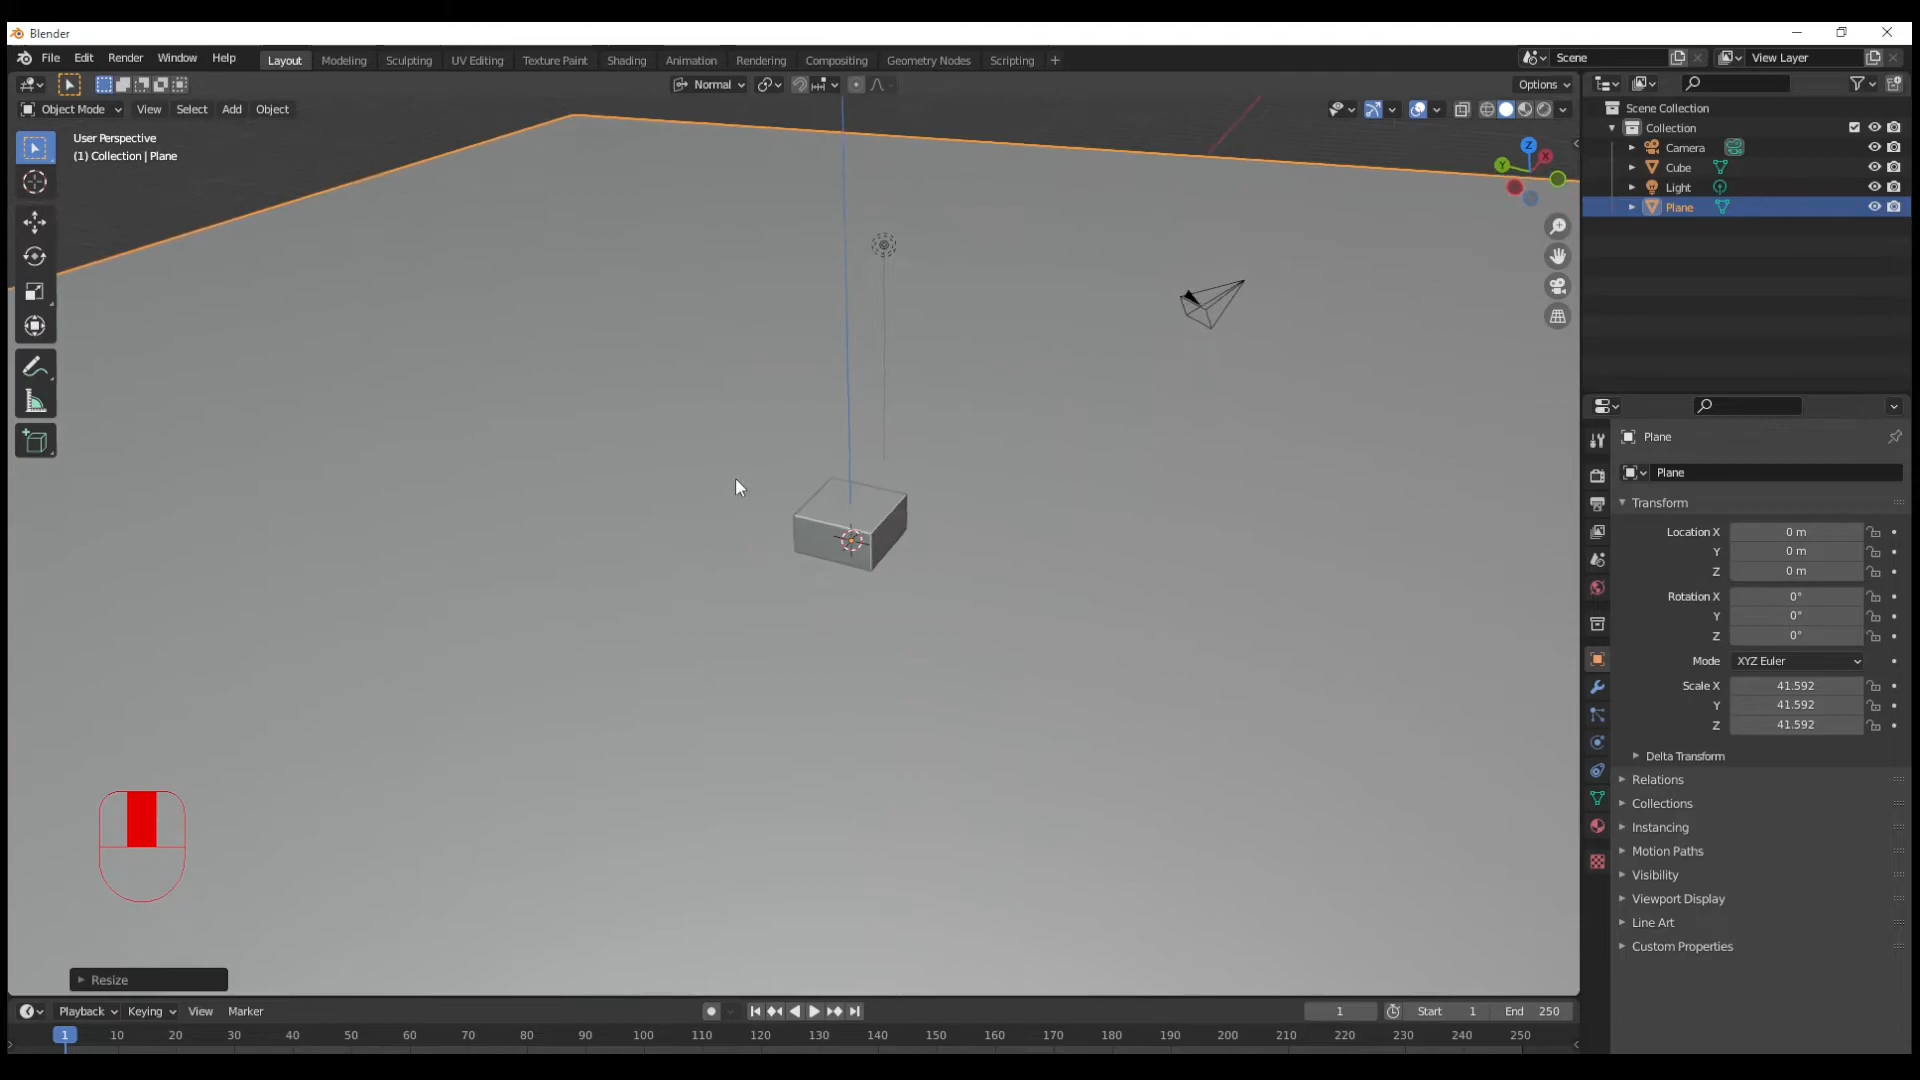 Blender
File Edit Render Window Help
Layout Modeling Sculpting UV Editing Texture Paint Shading Animation Rendering Compositing Geometry Nodes Scripting +
Scene
View Layer
Normal
Options
Object Mode View Select Add Object
User Perspective
(1) Collection | Plane
Z
X
Y
Scene Collection
Collection
Camera
Cube
Light
Plane
Plane
Plane
Transform
Location X 0 m
Y 0 m
Z 0 m
Rotation X 0°
Y 0°
Z 0°
Mode XYZ Euler
Scale X 41.592
Y 41.592
Z 41.592
Delta Transform
Relations
Collections
Instancing
Motion Paths
Visibility
Viewport Display
Line Art
Custom Properties
Resize
Playback Keying View Marker
1 Start 1 End 250
1 10 20 30 40 50 60 70 80 90 100 110 120 130 140 150 160 170 180 190 200 210 220 230 240 250